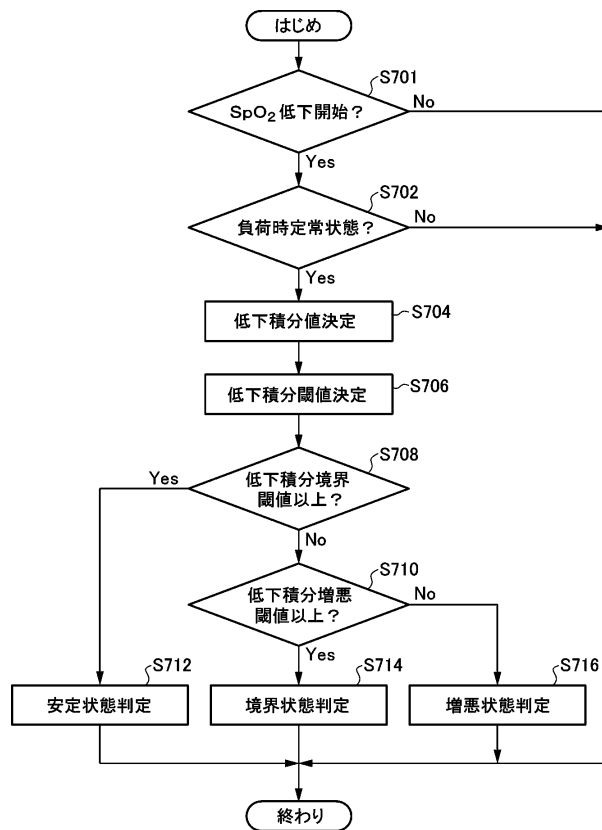 はじめ
S701
SpO2低下開始？
No
Yes
S702
負荷時定常状態？
No
Yes
S704
低下積分値決定
S706
低下積分閾値決定
S708
Yes
低下積分境界
閾値以上？
No
S710
低下積分増悪
閾値以上？
No
Yes
S712
安定状態判定
S714
境界状態判定
S716
増悪状態判定
終わり